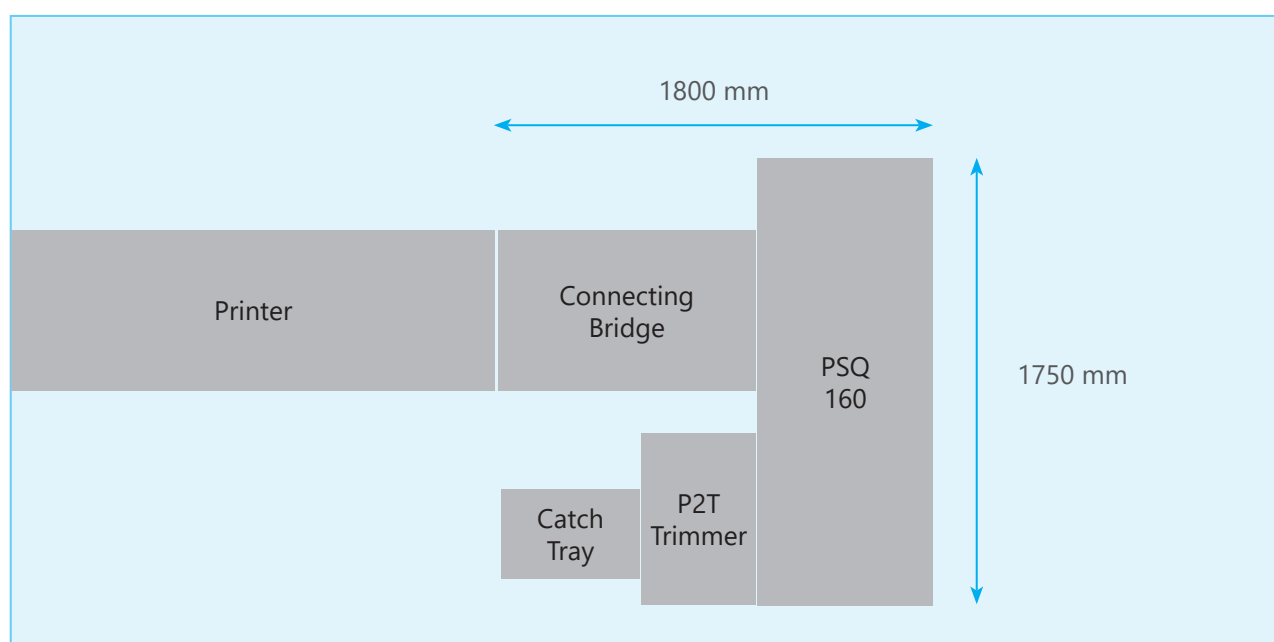 1800 mm
Printer
Connecting
Bridge
PSQ
160
1750 mm
Catch
Tray
P2T
Trimmer